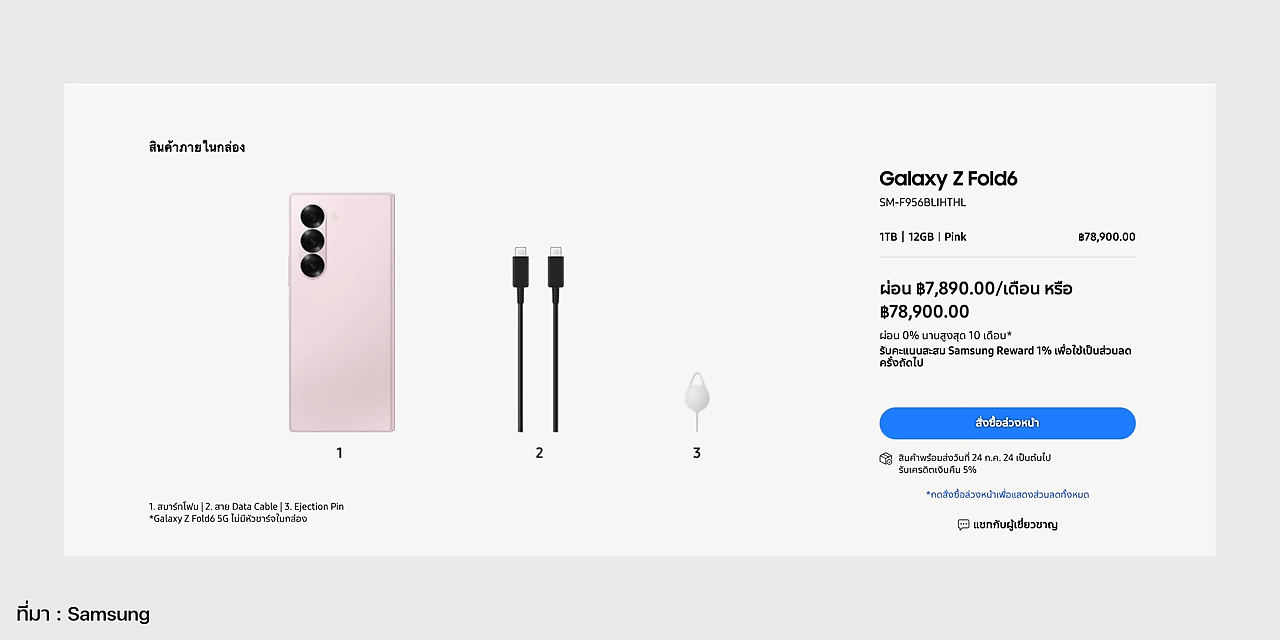 สินค้าภายในกล่อง
1
2
3
1. สมาร์กโฟน | 2. สาย Data Cable | 3. Ejection Pin
*Galaxy Z Fold6 5G ไม่มีหัวชาร์จในกล่อง
Galaxy Z Fold6
SM-F956BLIHTHL
1TB | 12GB | Pink ฿78,900.00
ผ่อน ฿7,890.00/เดือน หรือ
฿78,900.00
ผ่อน 0% นานสูงสุด 10 เดือน*
รับคะแนนสะสม Samsung Reward 1% เพื่อใช้เป็นส่วนลด
ครั้งถัดไป
สั่งซื้อล่วงหน้า
สินค้าพร้อมส่งวันที่ 24 ก.ค. 24 เป็นต้นไป
รับเครดิตเงินคืน 5%
*กดสั่งซื้อล่วงหน้าเพื่อแสดงส่วนลดทั้งหมด
แชทกับผู้เชี่ยวชาญ
ที่มา : Samsung